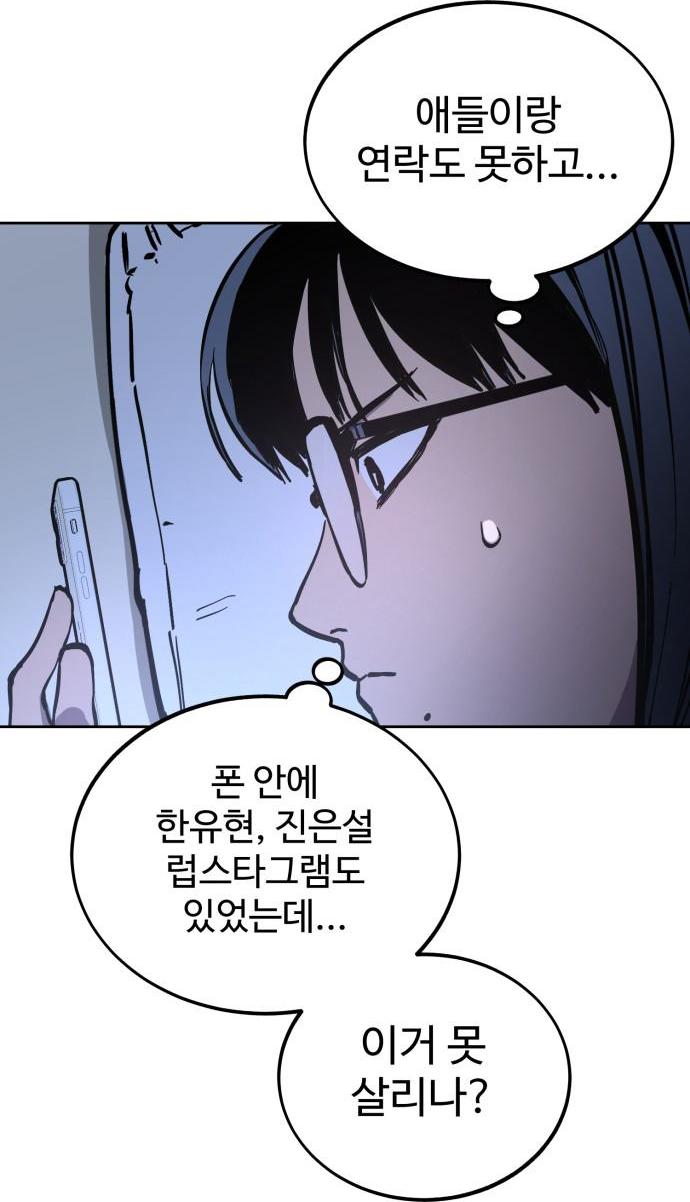 애들이랑
연락도 못하고...
폰 안에
한유현, 진은설
럽스타그램도
있었는데...
이거 못
살리나?